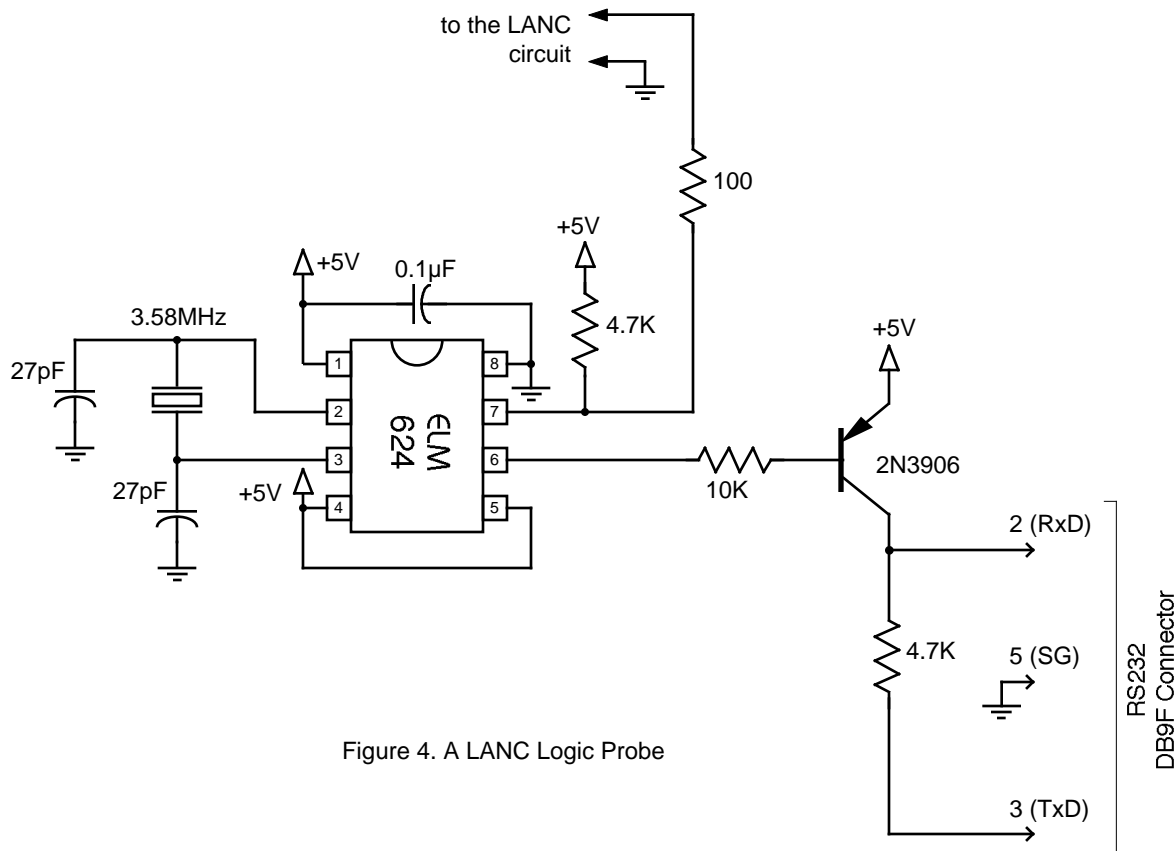 to the LANC
circuit
100
+5V
+5V
0.1µF
4.7K
3.58MHz
+5V
27pF
1
8
2
7
ELM
624
3
6
10K
2N3906
27pF
+5V
4
5
2 (RxD)
4.7K
5 (SG)
RS232
DB9F Connector
Figure 4. A LANC Logic Probe
3 (TxD)